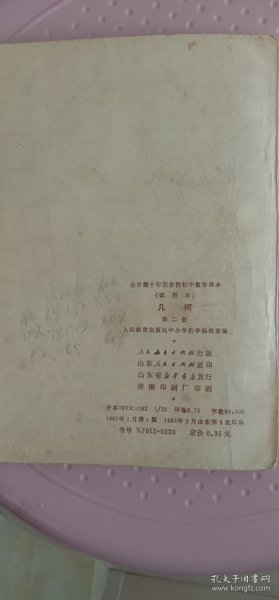 全日制十年制学校初中数学课本
(试用本)
几何
第二册
人民教育出版社中小学数学编辑室编
人民教育出版社出版
山东人民出版社重印
山东省新华书店发行
济南印刷厂印刷
开本787×1092 1/32 印张5.75 字数96,000
1981年1月第1版 1982年3月山东第3次印刷
书号 K7012·0220 定价 0.35元
孔夫子旧书网